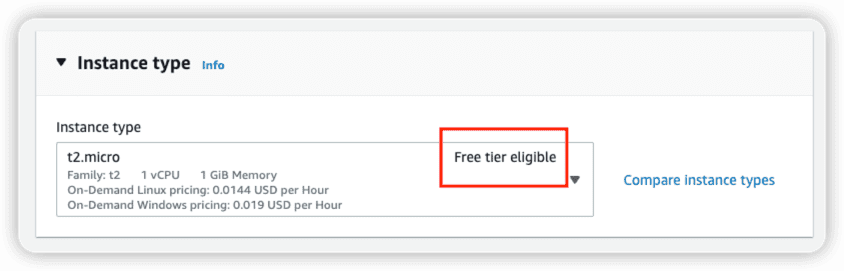 Instance type Info
Instance type
t2.micro Free tier eligible
Family: t2 1 vCPU 1 GiB Memory
On-Demand Linux pricing: 0.0144 USD per Hour
On-Demand Windows pricing: 0.019 USD per Hour
Compare instance types